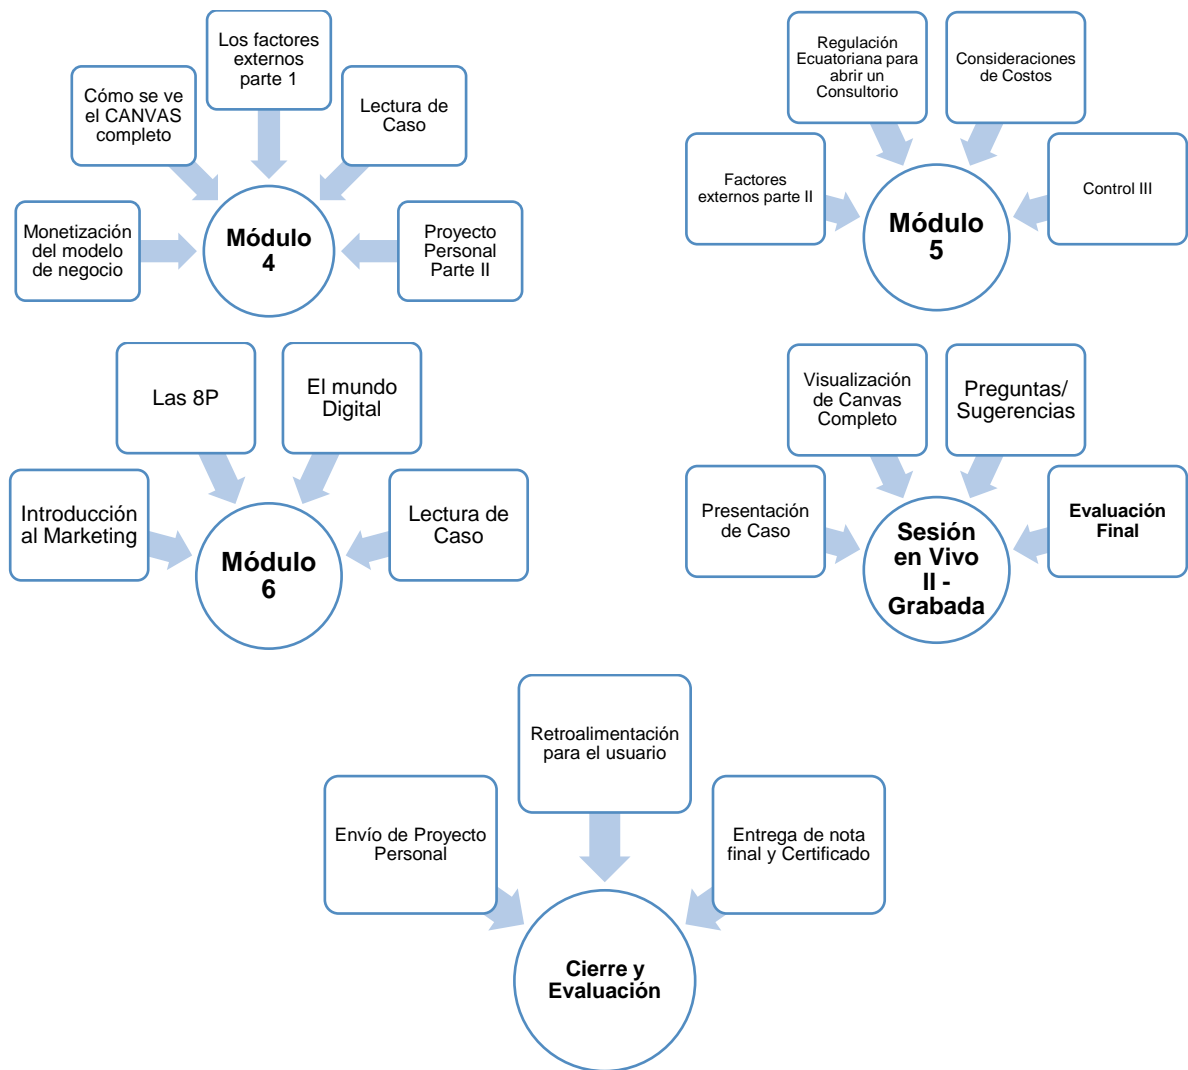 Monetización
del modelo
de negocio
Cómo se ve
el CANVAS
completo
Los factores
externos
parte 1
Lectura de
Caso
Proyecto
Personal
Parte II
Módulo
4
Factores
externos parte II
Regulación
Ecuatoriana para
abrir un
Consultorio
Consideraciones
de Costos
Control III
Módulo
5
Introducción
al Marketing
Las 8P
El mundo
Digital
Lectura de
Caso
Módulo
6
Presentación
de Caso
Visualización
de Canvas
Completo
Preguntas/
Sugerencias
Evaluación
Final
Sesión
en Vivo
II -
Grabada
Envío de Proyecto
Personal
Retroalimentación
para el usuario
Entrega de nota
final y Certificado
Cierre y
Evaluación